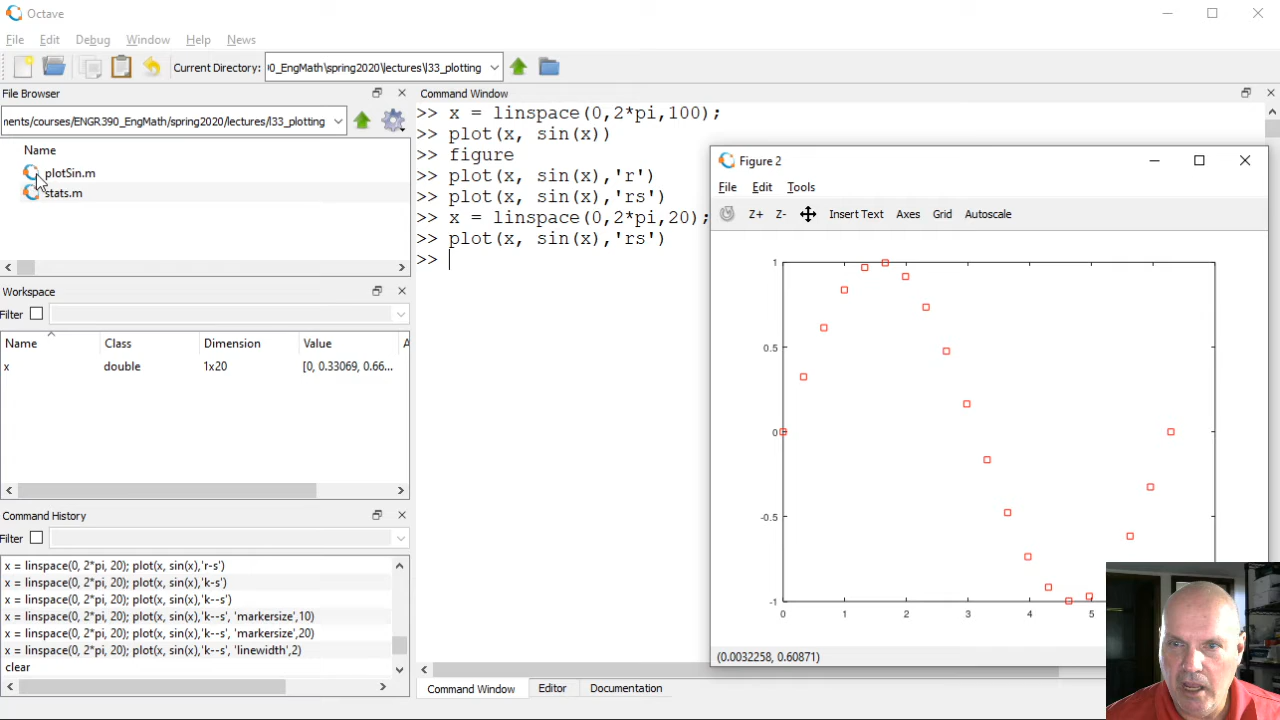 Octave
File Edit Debug Window Help News
Current Directory: 0_EngMath\spring2020\lectures\l33_plotting
File Browser
nents/courses/ENGR390_EngMath/spring2020/lectures/l33_plotting
Name
plotSin.m
stats.m
Workspace
Filter
Name Class Dimension Value A
x double 1x20 [0, 0.33069, 0.66...
Command History
Filter
x = linspace(0, 2*pi, 20); plot(x, sin(x),'r-s')
x = linspace(0, 2*pi, 20); plot(x, sin(x),'k-s')
x = linspace(0, 2*pi, 20); plot(x, sin(x),'k--s')
x = linspace(0, 2*pi, 20); plot(x, sin(x),'k--s', 'markersize',10)
x = linspace(0, 2*pi, 20); plot(x, sin(x),'k--s', 'markersize',20)
x = linspace(0, 2*pi, 20); plot(x, sin(x),'k--s', 'linewidth',2)
clear
Command Window
>> x = linspace(0,2*pi,100);
>> plot(x, sin(x))
>> figure
>> plot(x, sin(x),'r')
>> plot(x, sin(x),'rs')
>> x = linspace(0,2*pi,20);
>> plot(x, sin(x),'rs')
>>
Figure 2
File Edit Tools
Z+ Z- Insert Text Axes Grid Autoscale
1
0.5
0
-0.5
-1
0 1 2 3 4 5
(0.0032258, 0.60871)
Command Window Editor Documentation